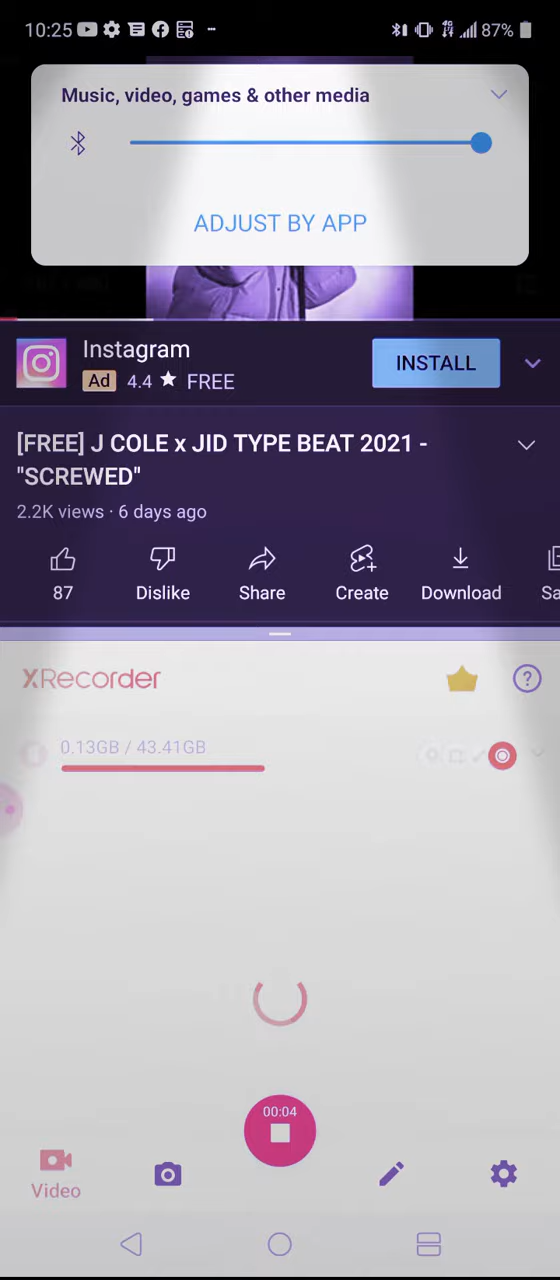 10:25
87%
Music, video, games & other media
ADJUST BY APP
Instagram
Ad 4.4 ★ FREE
INSTALL
[FREE] J COLE x JID TYPE BEAT 2021 -
"SCREWED"
2.2K views · 6 days ago
87 Dislike Share Create Download Sa
XRecorder
0.13GB / 43.41GB
00:04
Video